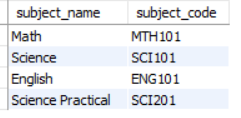 subject_name subject_code
Math MTH101
Science SCI101
English ENG101
Science Practical SCI201